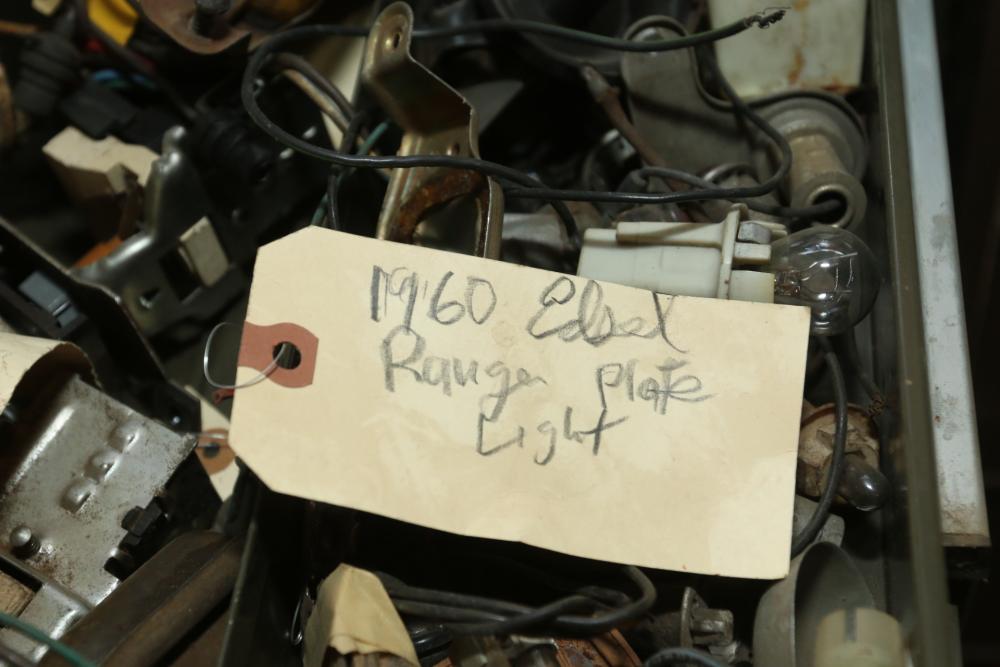 1960 Edsel
Ranger Plate
Light